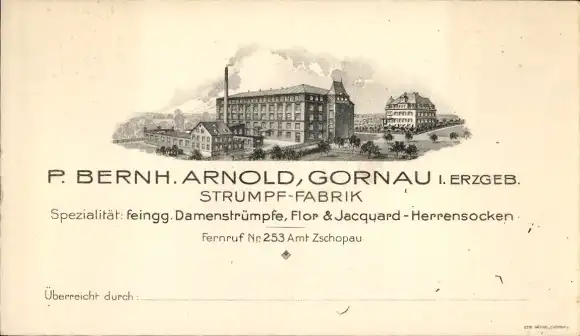 P. BERNH. ARNOLD, GORNAU I. ERZGEB.
STRUMPF-FABRIK
Spezialität: feingg. Damenstrümpfe, Flor & Jacquard-Herrensocken
Fernruf Nr. 253 Amt Zschopau
Überreicht durch: